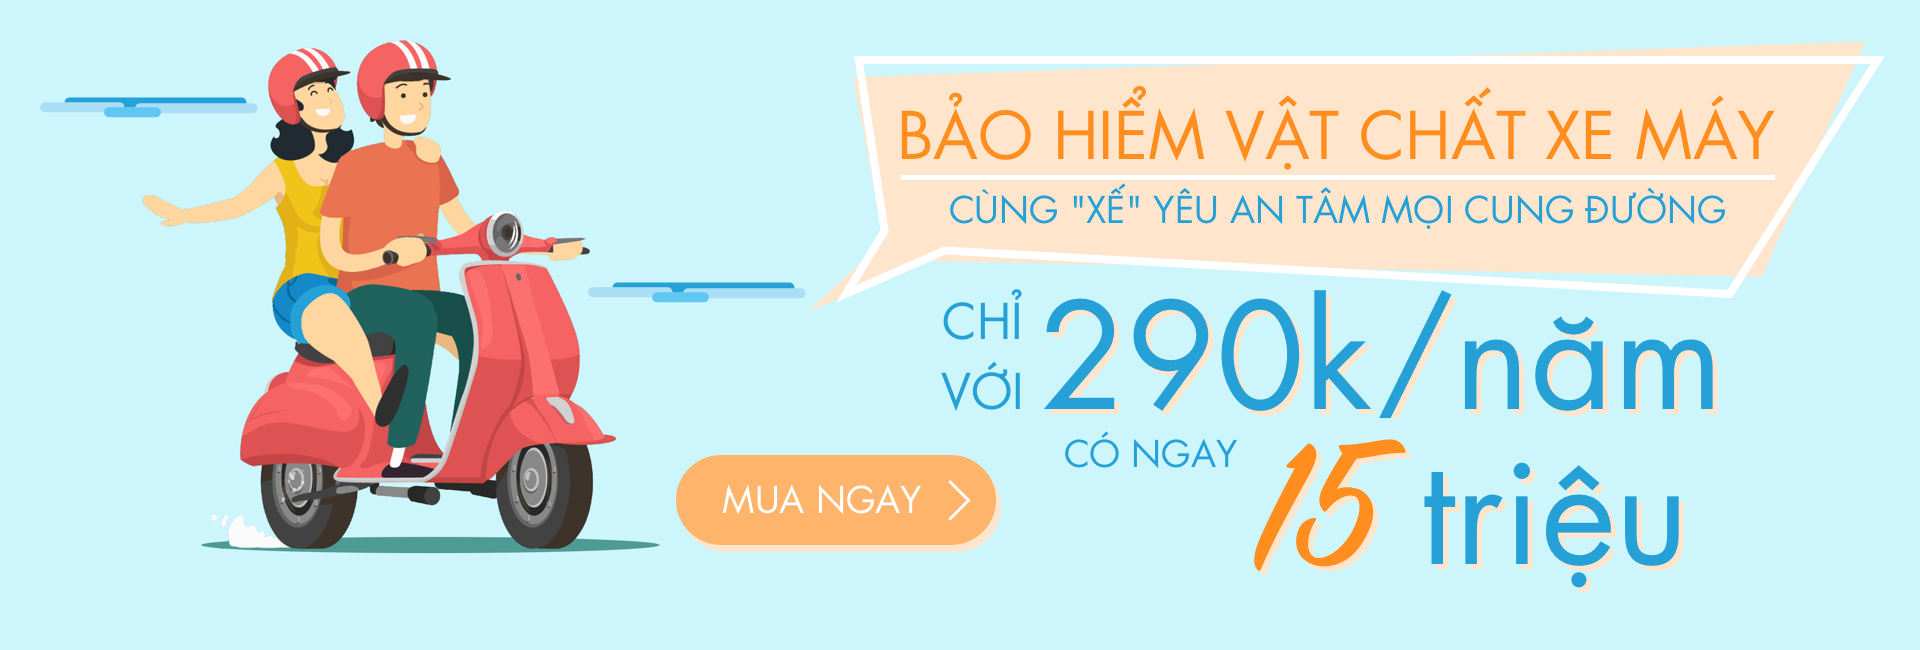 BẢO HIỂM VẬT CHẤT XE MÁY
CÙNG "XẾ" YÊU AN TÂM MỌI CUNG ĐƯỜNG
CHỈ VỚI 290k/năm
CÓ NGAY 15 triệu
MUA NGAY